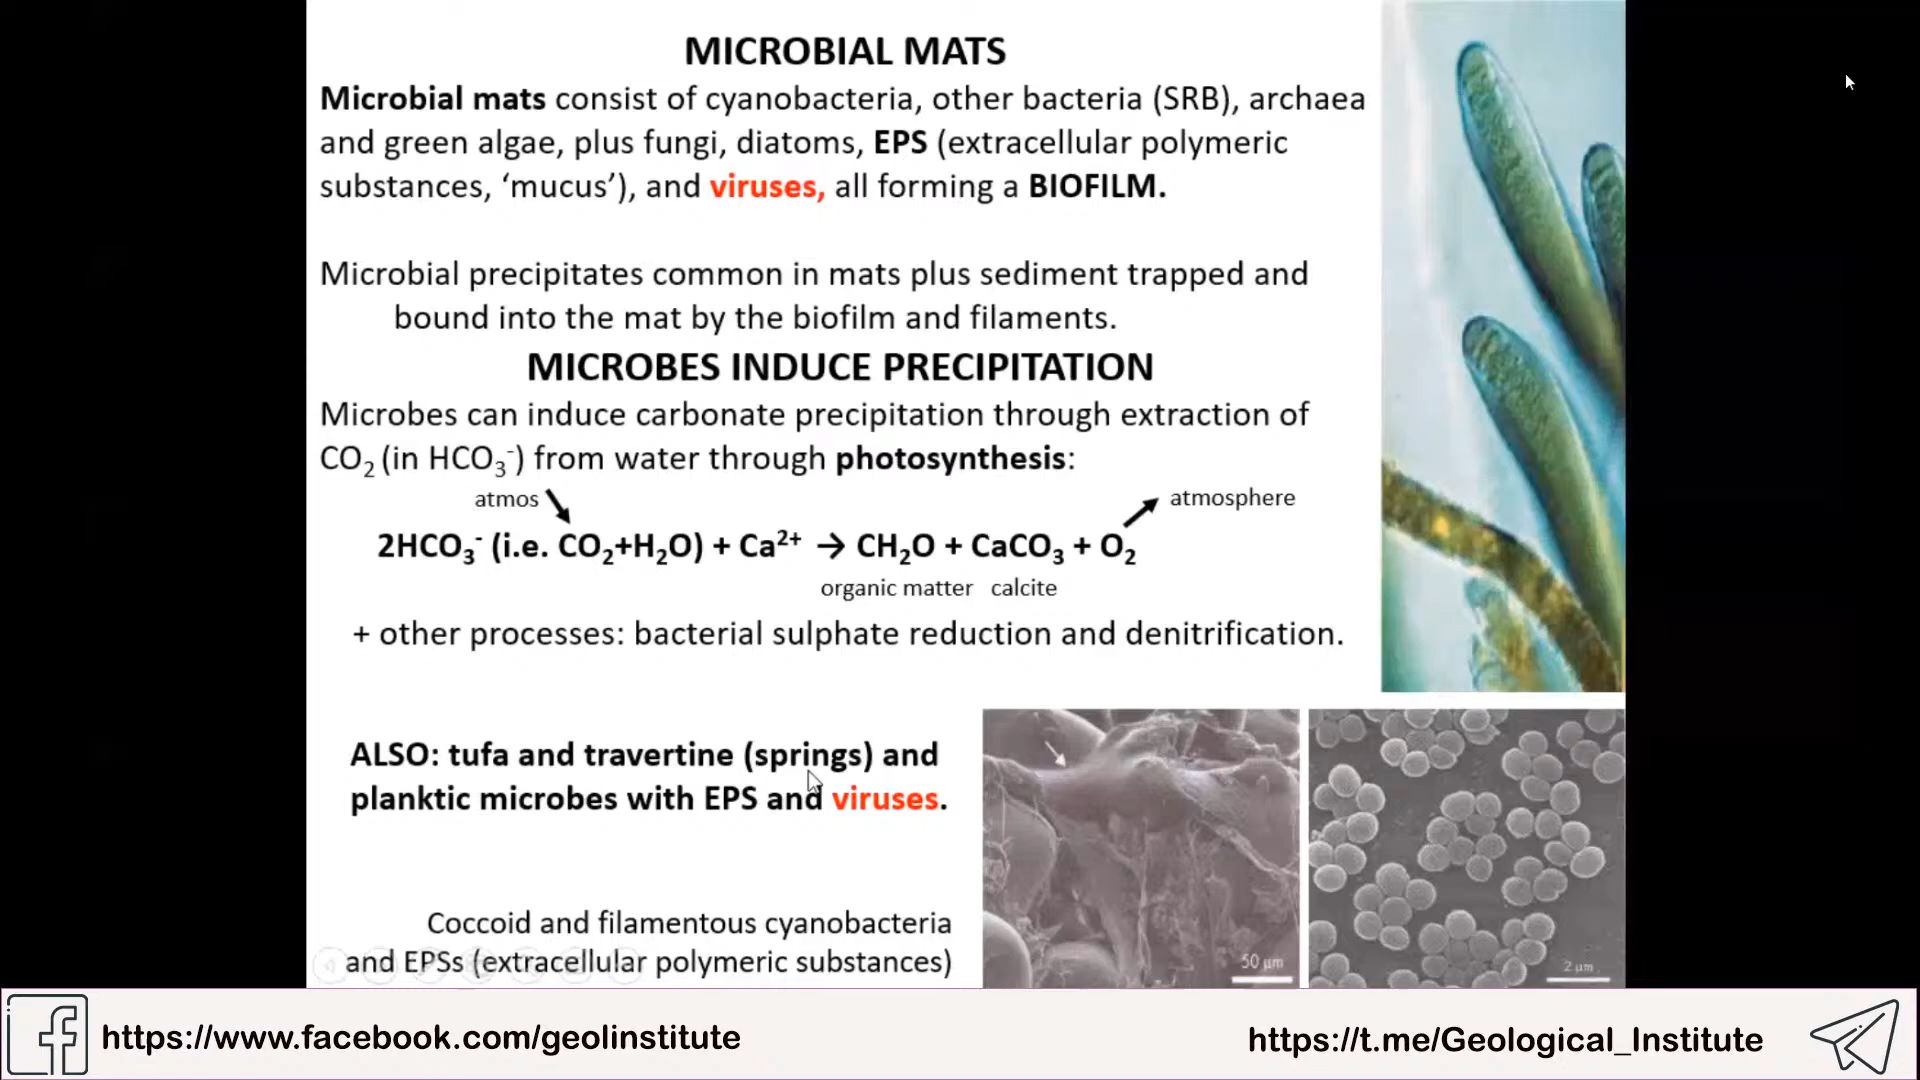 MICROBIAL MATS
Microbial mats consist of cyanobacteria, other bacteria (SRB), archaea
and green algae, plus fungi, diatoms, EPS (extracellular polymeric
substances, ‘mucus’), and viruses, all forming a BIOFILM.
Microbial precipitates common in mats plus sediment trapped and
bound into the mat by the biofilm and filaments.
MICROBES INDUCE PRECIPITATION
Microbes can induce carbonate precipitation through extraction of
CO₂ (in HCO₃⁻) from water through photosynthesis:
atmos
atmosphere
2HCO₃⁻ (i.e. CO₂+H₂O) + Ca²⁺ → CH₂O + CaCO₃ + O₂
organic matter calcite
+ other processes: bacterial sulphate reduction and denitrification.
ALSO: tufa and travertine (springs) and
planktic microbes with EPS and viruses.
Coccoid and filamentous cyanobacteria
and EPSs (extracellular polymeric substances)
50 µm
2 µm
https://www.facebook.com/geolinstitute
https://t.me/Geological_Institute